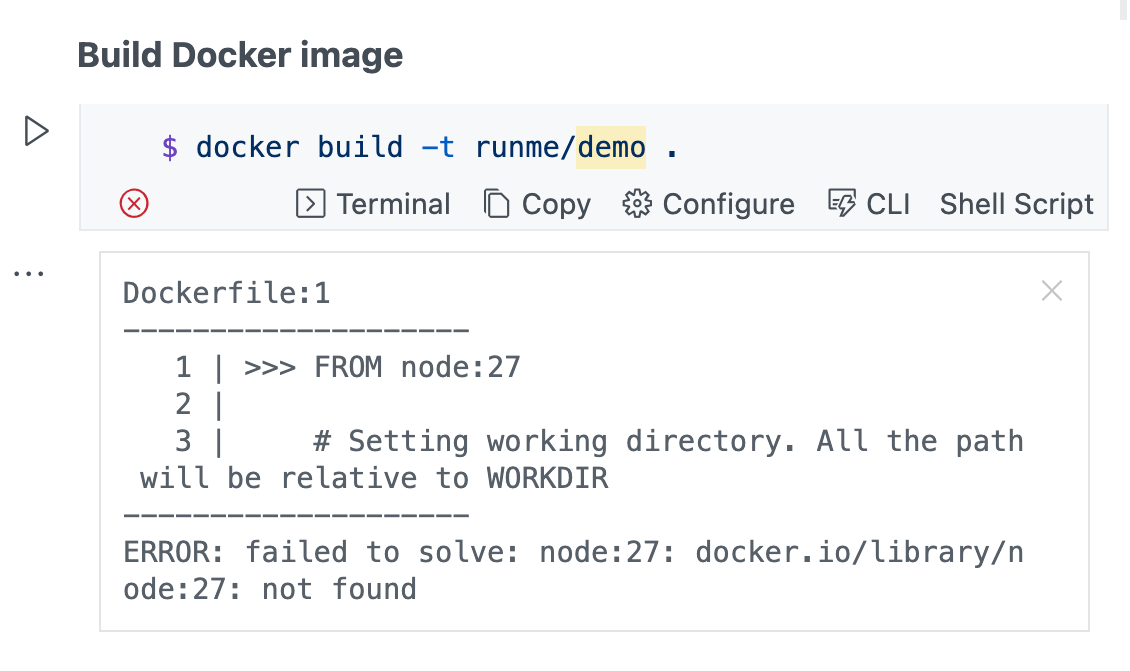 Build Docker image
$ docker build -t runme/demo .
Terminal Copy Configure CLI Shell Script
...
Dockerfile:1
--------------------
   1 | >>> FROM node:27
   2 |
   3 |     # Setting working directory. All the path
 will be relative to WORKDIR
--------------------
ERROR: failed to solve: node:27: docker.io/library/n
ode:27: not found